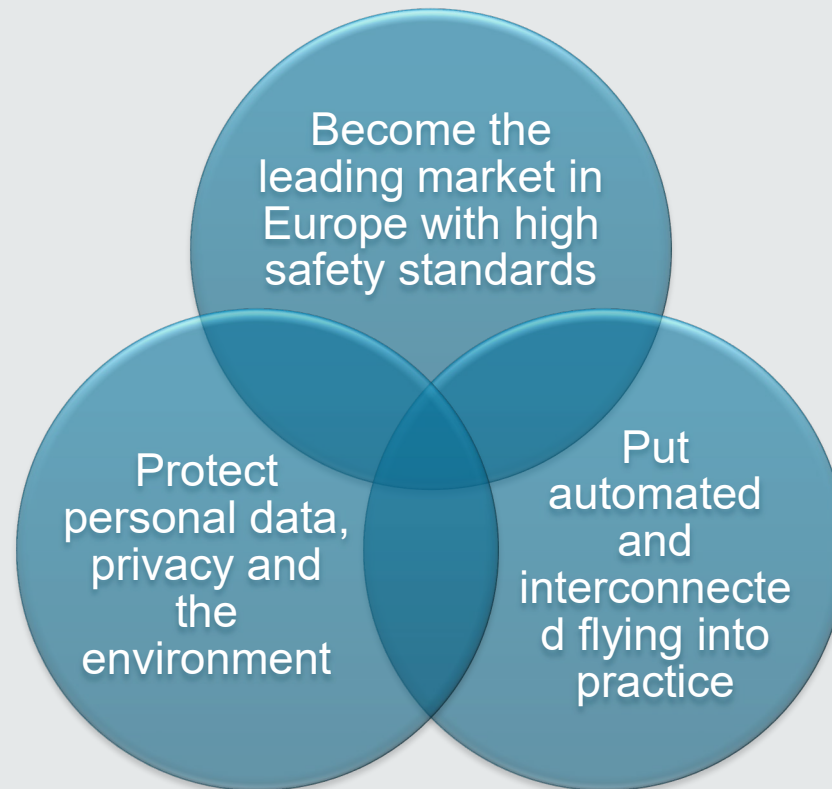 Become the
leading market in
Europe with high
safety standards
Protect
personal data,
privacy and
the
environment
Put
automated
and
interconnecte
d flying into
practice